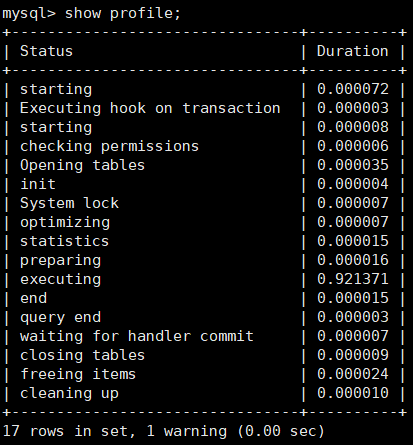 mysql> show profile;
+--------------------------------+----------+
| Status                         | Duration |
+--------------------------------+----------+
| starting                       | 0.000072 |
| Executing hook on transaction  | 0.000003 |
| starting                       | 0.000008 |
| checking permissions           | 0.000006 |
| Opening tables                 | 0.000035 |
| init                           | 0.000004 |
| System lock                    | 0.000007 |
| optimizing                     | 0.000007 |
| statistics                     | 0.000015 |
| preparing                      | 0.000016 |
| executing                      | 0.921371 |
| end                            | 0.000015 |
| query end                      | 0.000003 |
| waiting for handler commit     | 0.000007 |
| closing tables                 | 0.000009 |
| freeing items                  | 0.000024 |
| cleaning up                    | 0.000010 |
+--------------------------------+----------+
17 rows in set, 1 warning (0.00 sec)